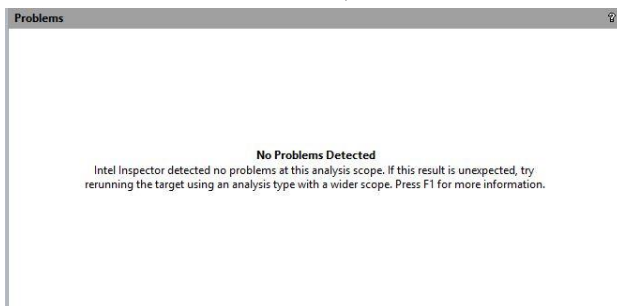 Problems ?
No Problems Detected
Intel Inspector detected no problems at this analysis scope. If this result is unexpected, try
rerunning the target using an analysis type with a wider scope. Press F1 for more information.